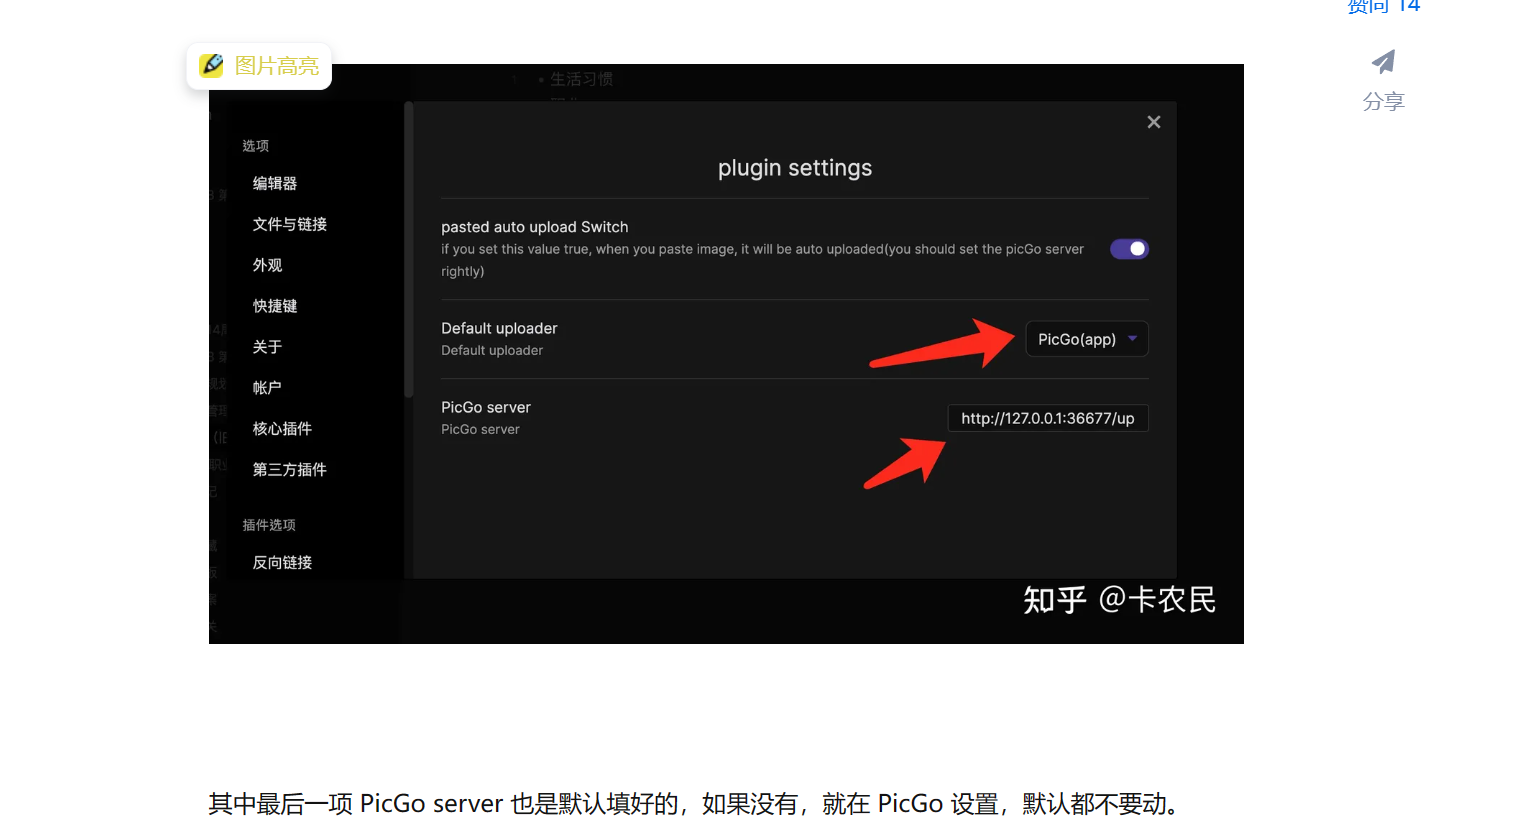 赞同 14
图片高亮
分享
生活习惯
选项
编辑器
文件与链接
外观
快捷键
关于
帐户
核心插件
第三方插件
插件选项
反向链接
plugin settings
pasted auto upload Switch
if you set this value true, when you paste image, it will be auto uploaded(you should set the picGo server
rightly)
Default uploader
Default uploader
PicGo(app)
PicGo server
PicGo server
http://127.0.0.1:36677/up
知乎 @卡农民
其中最后一项 PicGo server 也是默认填好的，如果没有，就在 PicGo 设置，默认都不要动。